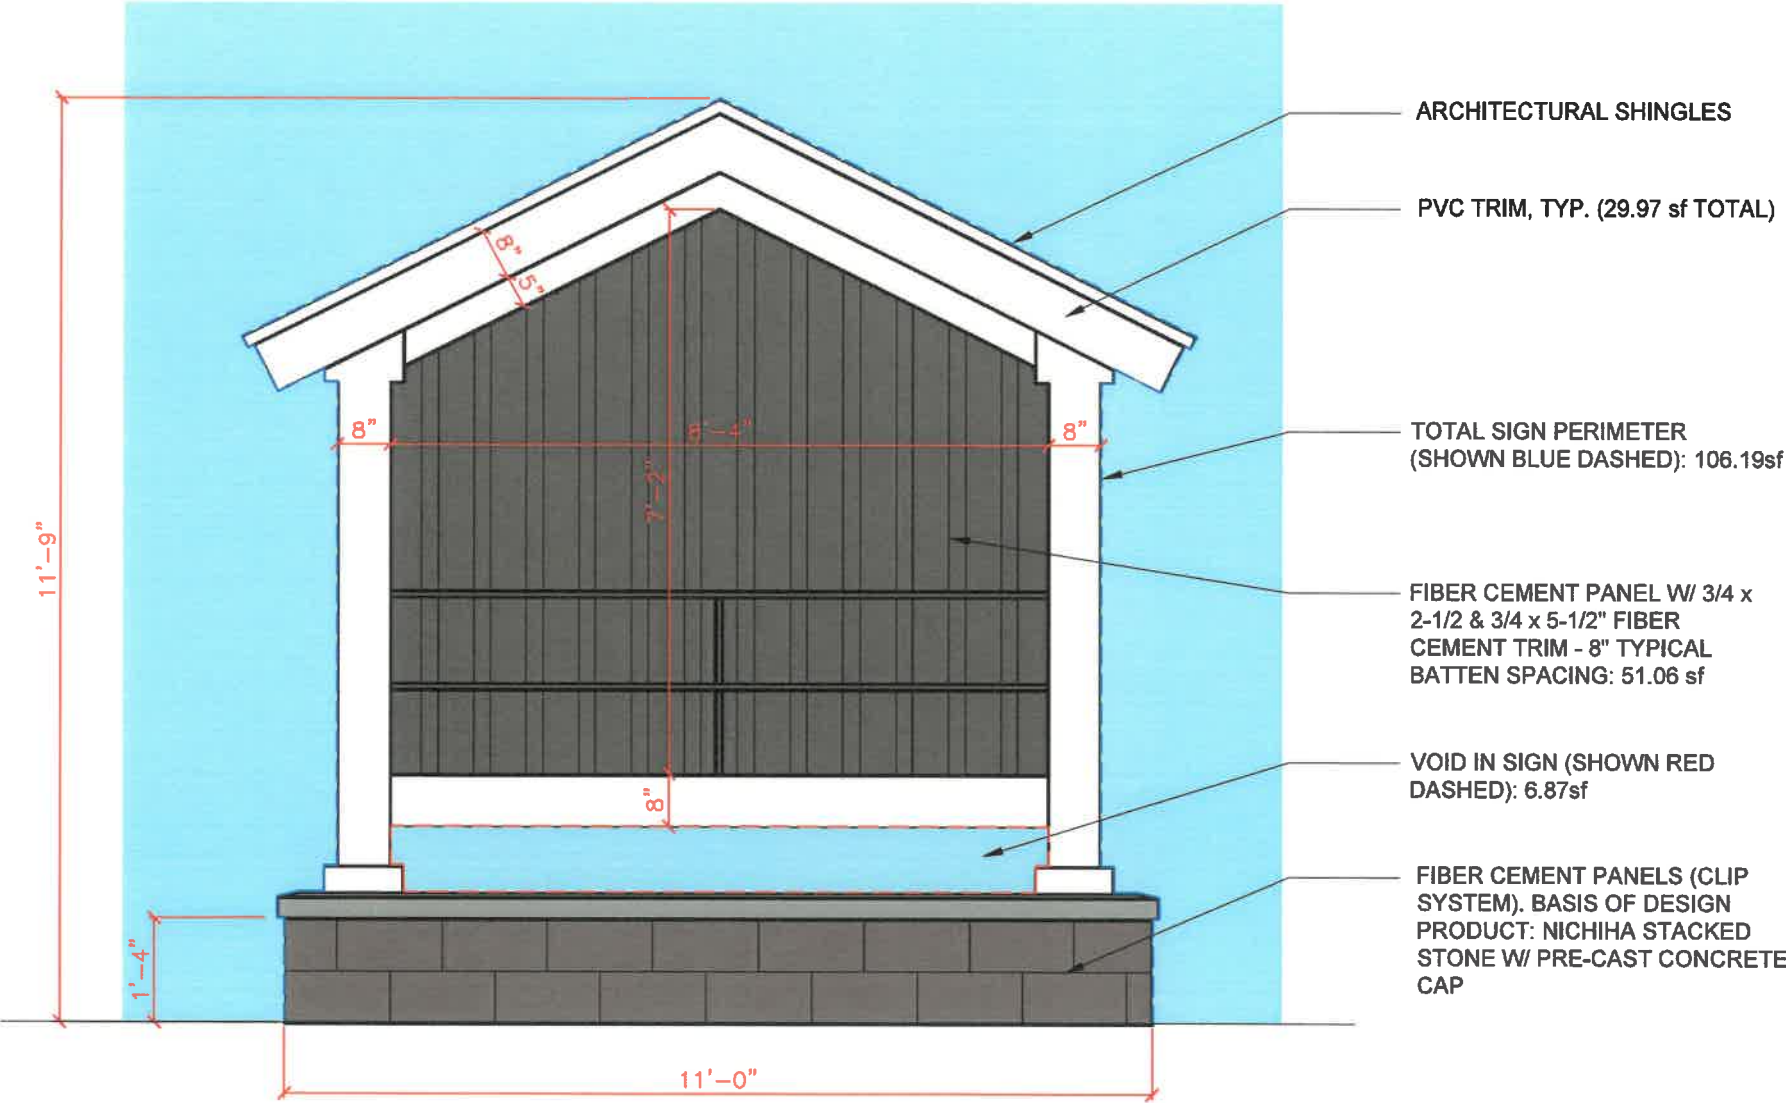 ARCHITECTURAL SHINGLES
PVC TRIM, TYP. (29.97 sf TOTAL)
8"
5"
8"
8'-4"
8"
TOTAL SIGN PERIMETER
(SHOWN BLUE DASHED): 106.19sf
7'-2"
11'-9"
FIBER CEMENT PANEL W/ 3/4 x
2-1/2 & 3/4 x 5-1/2" FIBER
CEMENT TRIM - 8" TYPICAL
BATTEN SPACING: 51.06 sf
VOID IN SIGN (SHOWN RED
DASHED): 6.87sf
8"
FIBER CEMENT PANELS (CLIP
SYSTEM). BASIS OF DESIGN
PRODUCT: NICHIHA STACKED
STONE W/ PRE-CAST CONCRETE
CAP
1'-4"
11'-0"